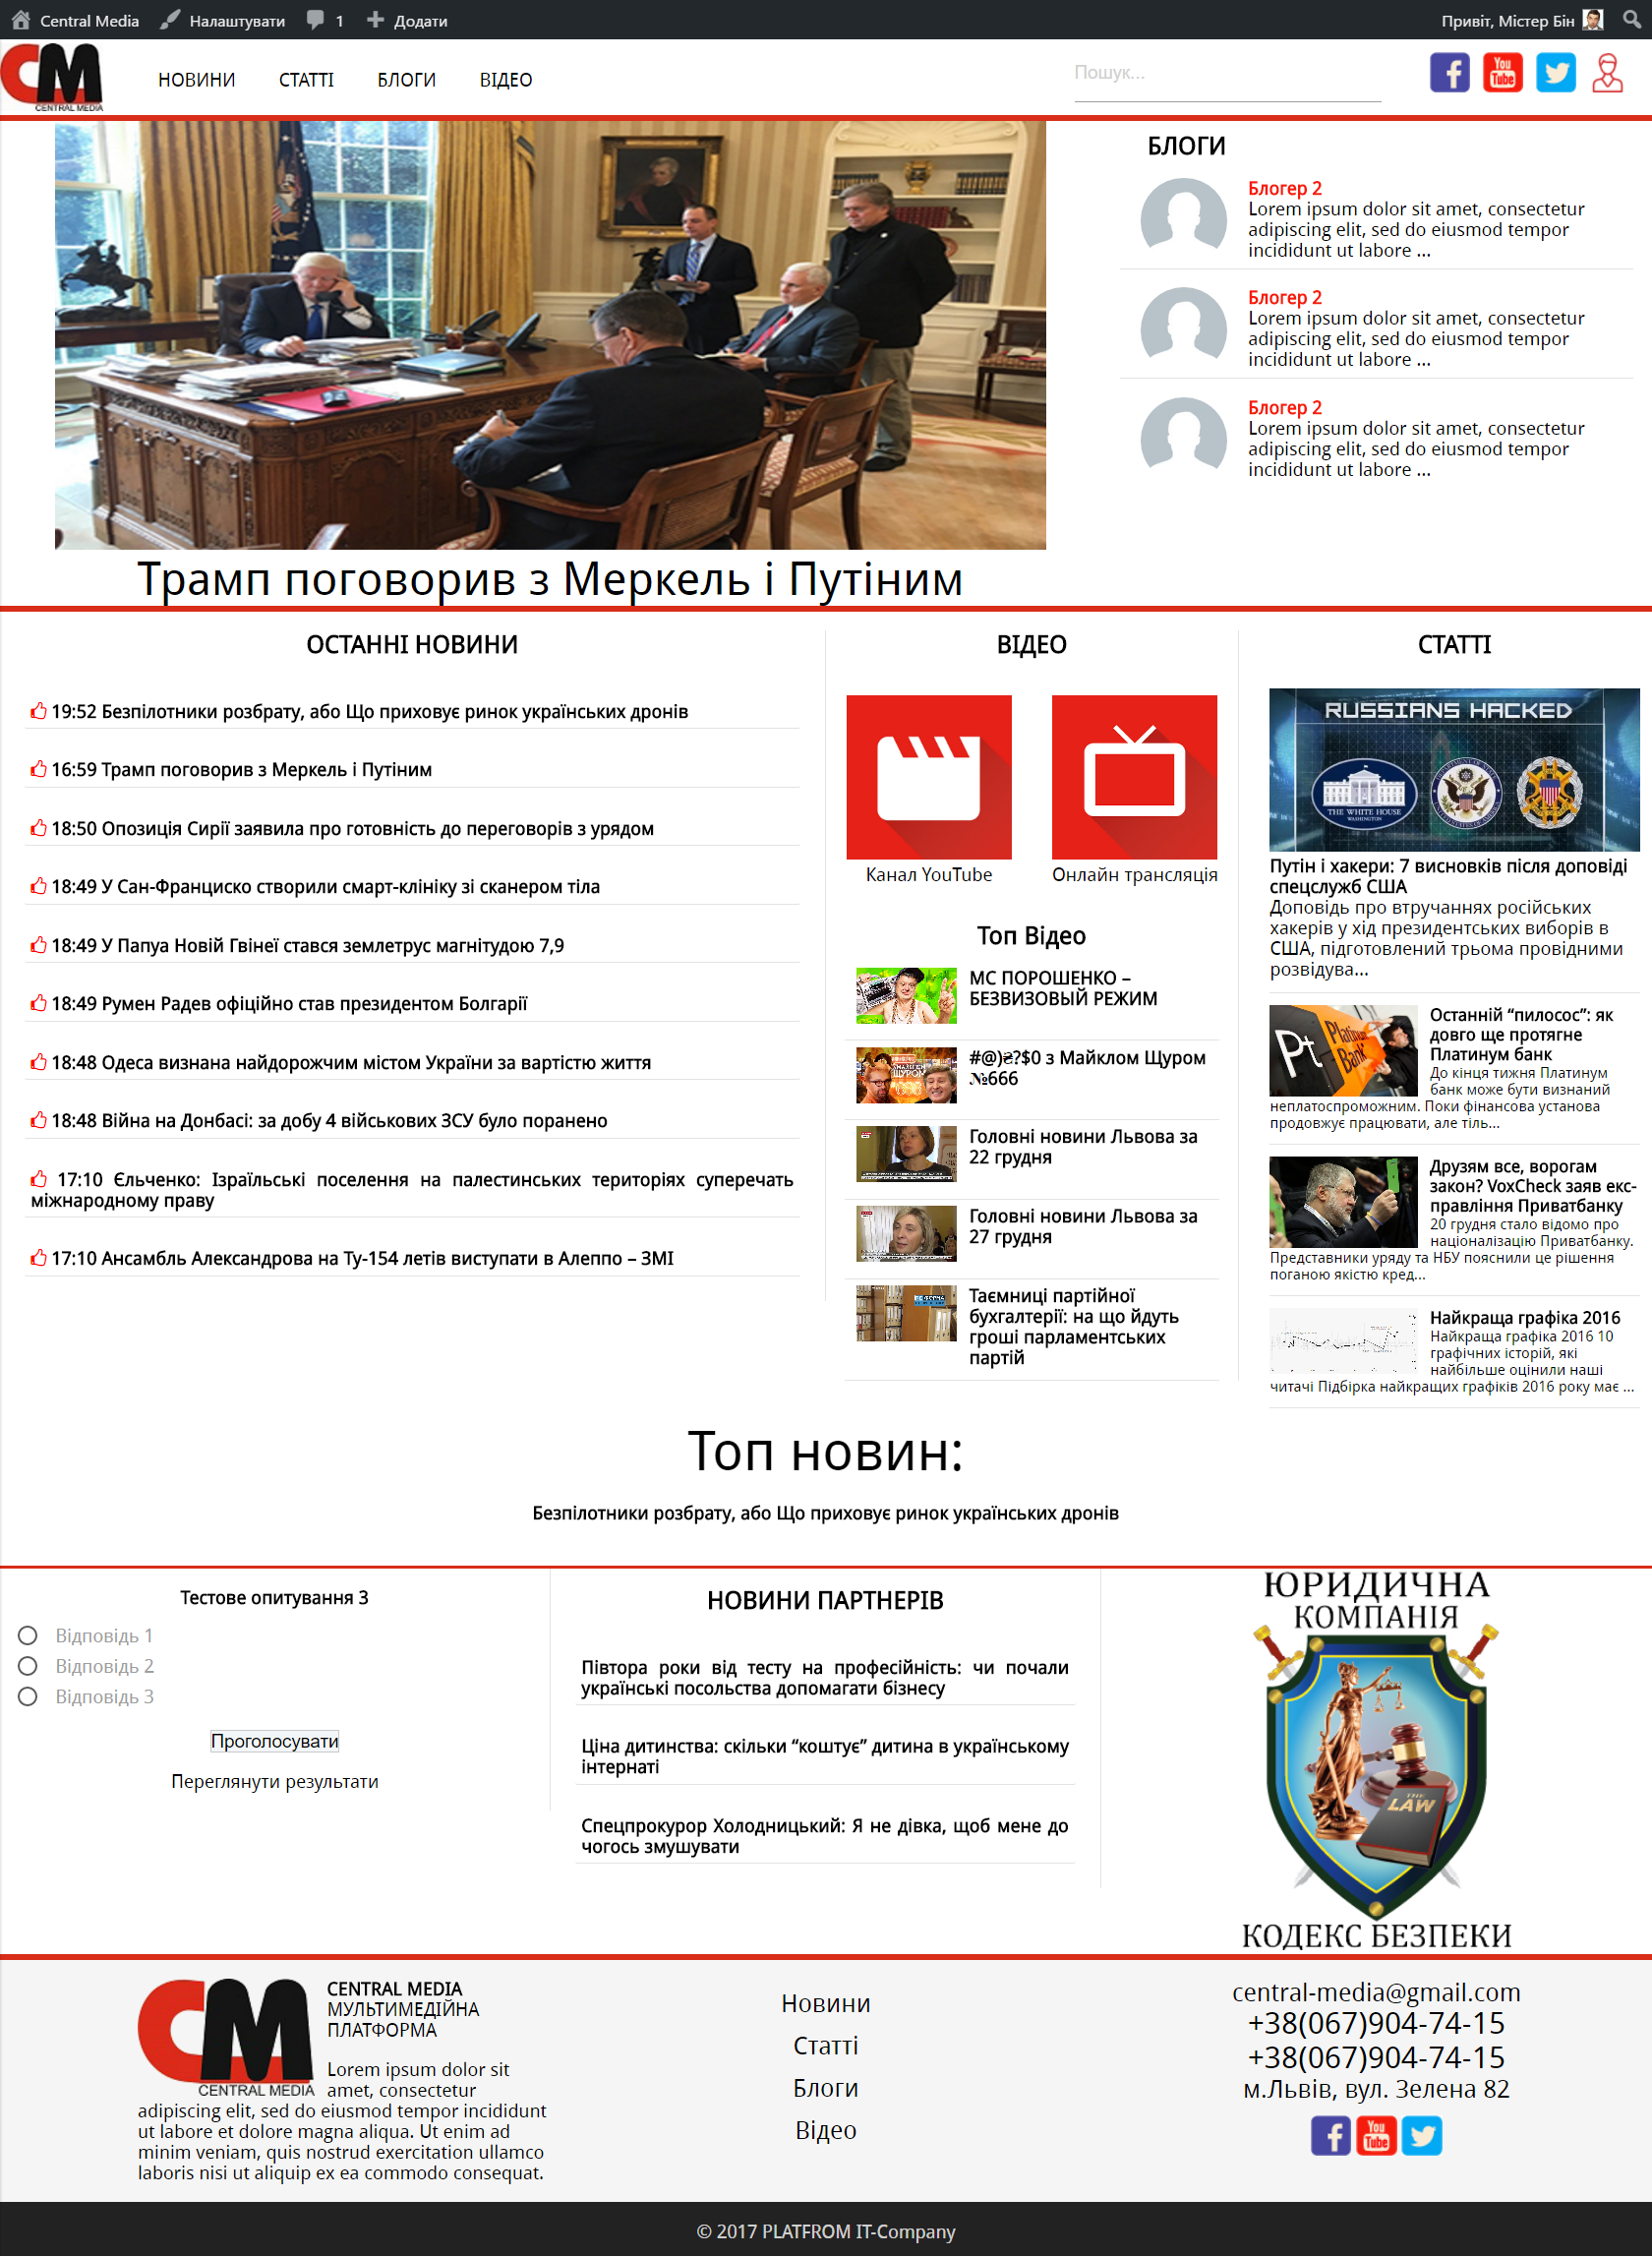 Central Media
Налаштувати
1
Додати
Привіт, Містер Бін
CM
CENTRAL MEDIA
НОВИНИ
СТАТТІ
БЛОГИ
ВІДЕО
Пошук...
You
Tube
БЛОГИ
Блогер 2
Lorem ipsum dolor sit amet, consectetur
adipiscing elit, sed do eiusmod tempor
incididunt ut labore ...
Блогер 2
Lorem ipsum dolor sit amet, consectetur
adipiscing elit, sed do eiusmod tempor
incididunt ut labore ...
Блогер 2
Lorem ipsum dolor sit amet, consectetur
adipiscing elit, sed do eiusmod tempor
incididunt ut labore ...
Трамп поговорив з Меркель і Путіним
ОСТАННІ НОВИНИ
19:52 Безпілотники розбрату, або Що приховує ринок українських дронів
16:59 Трамп поговорив з Меркель і Путіним
18:50 Опозиція Сирії заявила про готовність до переговорів з урядом
18:49 У Сан-Франциско створили смарт-клініку зі сканером тіла
18:49 У Папуа Новій Гвінеї стався землетрус магнітудою 7,9
18:49 Румен Радев офіційно став президентом Болгарії
18:48 Одеса визнана найдорожчим містом України за вартістю життя
18:48 Війна на Донбасі: за добу 4 військових ЗСУ було поранено
17:10 Єльченко: Ізраїльські поселення на палестинських територіях суперечать
міжнародному праву
17:10 Ансамбль Александрова на Ту-154 летів виступати в Алеппо – ЗМІ
ВІДЕО
Канал YouTube
Онлайн трансляція
Топ Відео
МС ПОРОШЕНКО –
БЕЗВИЗОВЫЙ РЕЖИМ
#@)₴?$0 з Майклом Щуром
№666
Головні новини Львова за
22 грудня
Головні новини Львова за
27 грудня
Таємниці партійної
бухгалтерії: на що йдуть
гроші парламентських
партій
СТАТТІ
RUSSIANS HACKED
THE WHITE HOUSE
WASHINGTON
Путін і хакери: 7 висновків після доповіді
спецслужб США
Доповідь про втручаннях російських
хакерів у хід президентських виборів в
США, підготовлений трьома провідними
розвідува...
Pt
Platinum
Bank
Останній “пилосос”: як
довго ще протягне
Платинум банк
До кінця тижня Платинум
банк може бути визнаний
неплатоспроможним. Поки фінансова установа
продовжує працювати, але тіль...
Друзям все, ворогам
закон? VoxCheck заяв екс-
правління Приватбанку
20 грудня стало відомо про
націоналізацію Приватбанку.
Представники уряду та НБУ пояснили це рішення
поганою якістю кред...
Найкраща графіка 2016
Найкраща графіка 2016 10
графічних історій, які
найбільше оцінили наші
читачі Підбірка найкращих графіків 2016 року має ...
Топ новин:
Безпілотники розбрату, або Що приховує ринок українських дронів
Тестове опитування 3
Відповідь 1
Відповідь 2
Відповідь 3
Проголосувати
Переглянути результати
НОВИНИ ПАРТНЕРІВ
Півтора роки від тесту на професійність: чи почали
українські посольства допомагати бізнесу
Ціна дитинства: скільки “коштує” дитина в українському
інтернаті
Спецпрокурор Холодницький: Я не дівка, щоб мене до
чогось змушувати
ЮРИДИЧНА
КОМПАНІЯ
THE
LAW
КОДЕКС БЕЗПЕКИ
CM
CENTRAL MEDIA
CENTRAL MEDIA
МУЛЬТИМЕДІЙНА
ПЛАТФОРМА
Lorem ipsum dolor sit
amet, consectetur
adipiscing elit, sed do eiusmod tempor incididunt
ut labore et dolore magna aliqua. Ut enim ad
minim veniam, quis nostrud exercitation ullamco
laboris nisi ut aliquip ex ea commodo consequat.
Новини
Статті
Блоги
Відео
central-media@gmail.com
+38(067)904-74-15
+38(067)904-74-15
м.Львів, вул. Зелена 82
You
Tube
© 2017 PLATFROM IT-Company